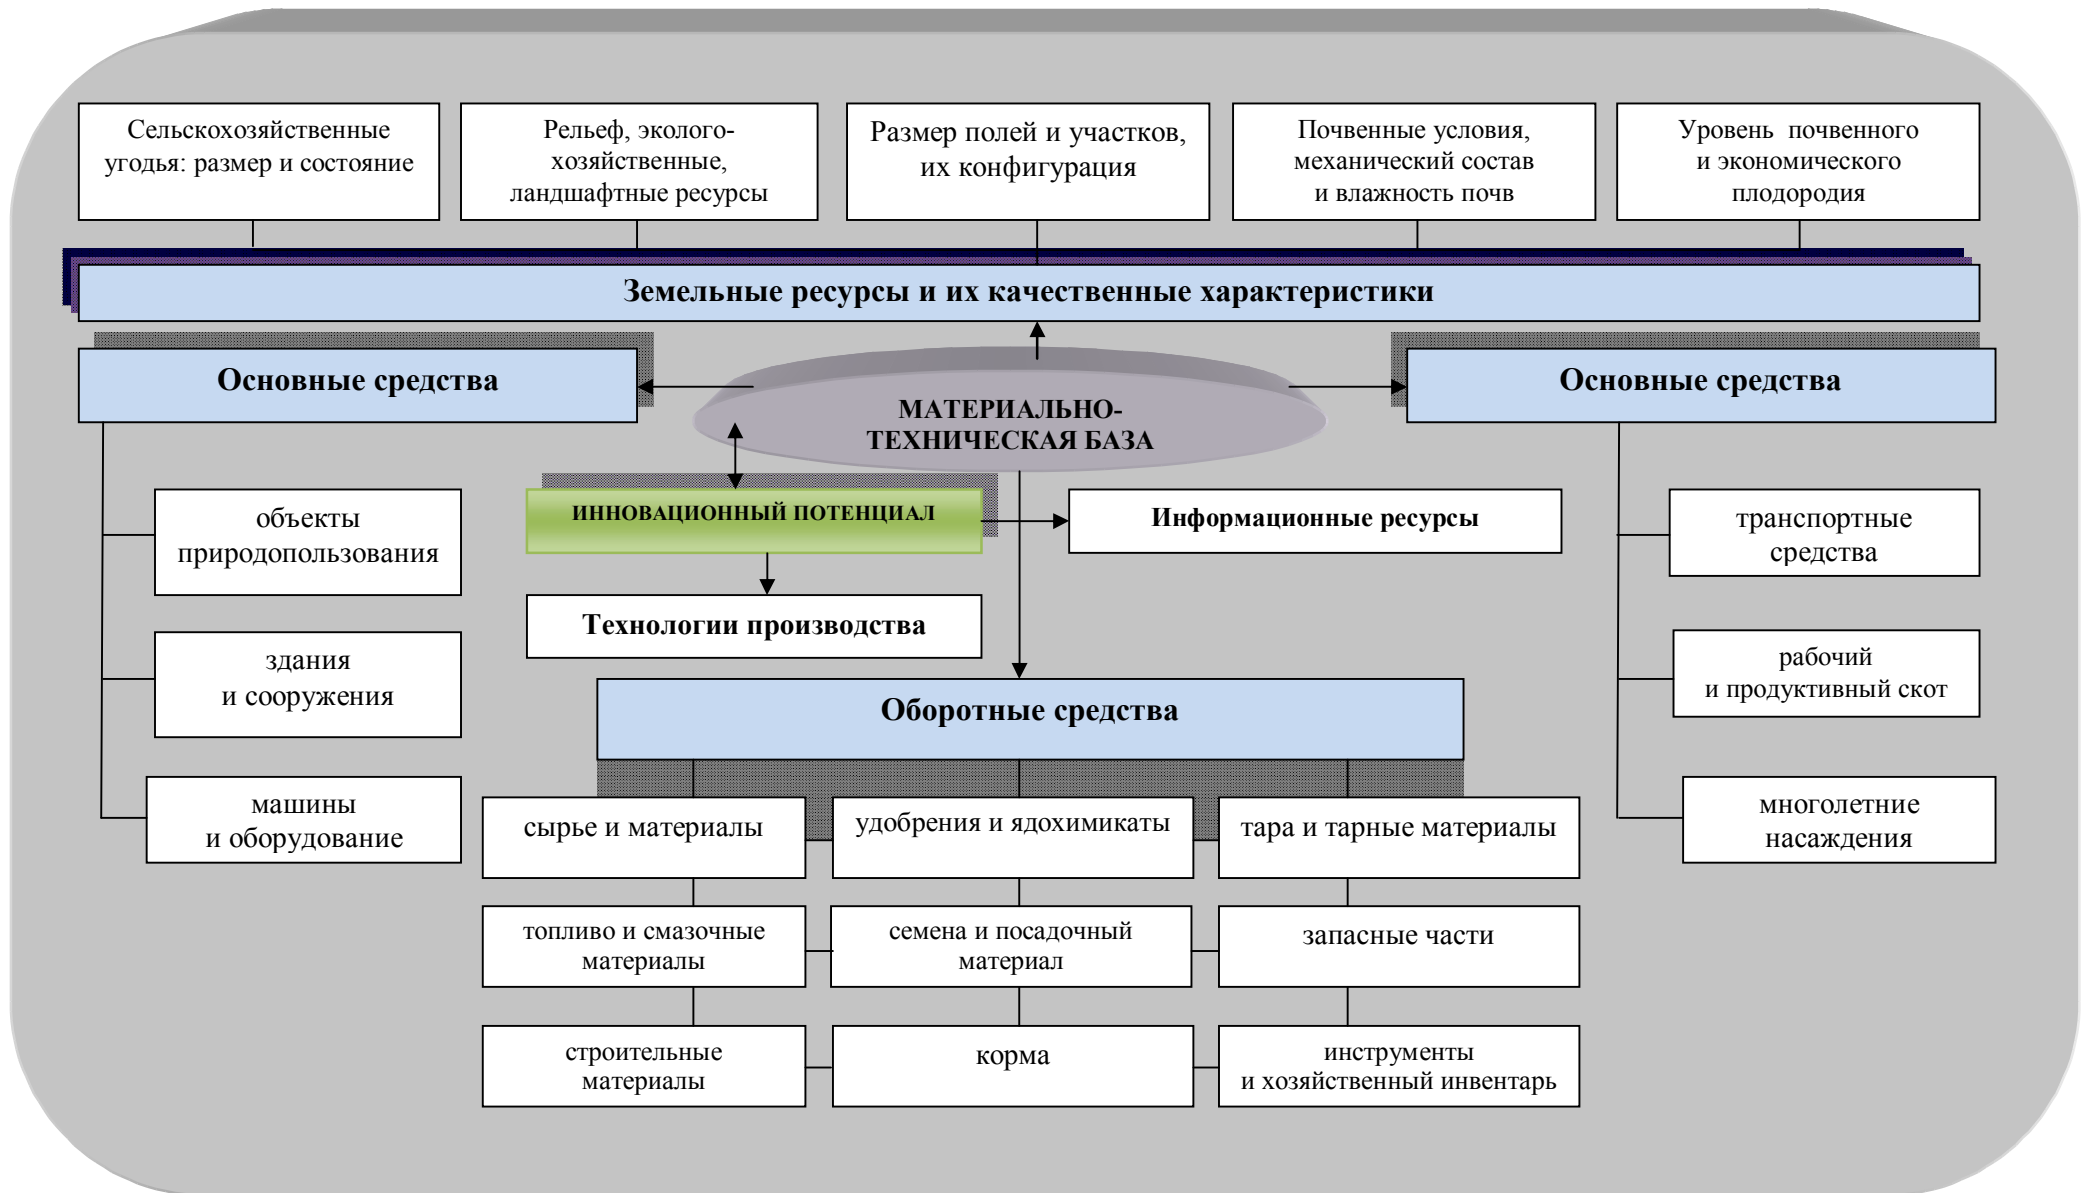 Сельскохозяйственные
угодья: размер и состояние
Рельеф, эколого-
хозяйственные,
ландшафтные ресурсы
Размер полей и участков,
их конфигурация
Почвенные условия,
механический состав
и влажность почв
Уровень почвенного
и экономического
плодородия
Земельные ресурсы и их качественные характеристики
Основные средства
МАТЕРИАЛЬНО-
ТЕХНИЧЕСКАЯ БАЗА
Основные средства
объекты
природопользования
здания
и сооружения
машины
и оборудование
ИННОВАЦИОННЫЙ ПОТЕНЦИАЛ
Информационные ресурсы
Технологии производства
транспортные
средства
рабочий
и продуктивный скот
многолетние
насаждения
Оборотные средства
сырье и материалы
удобрения и ядохимикаты
тара и тарные материалы
топливо и смазочные
материалы
семена и посадочный
материал
запасные части
строительные
материалы
корма
инструменты
и хозяйственный инвентарь